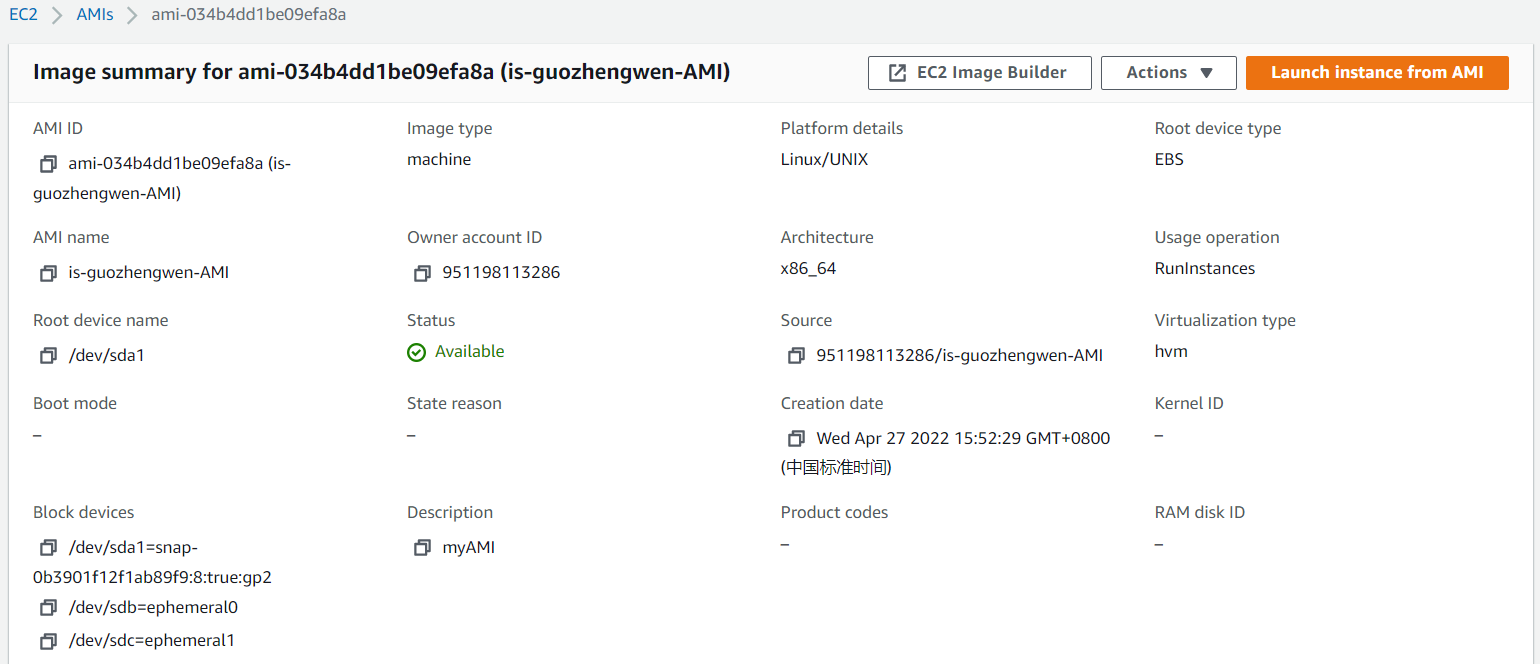 EC2 > AMIs > ami-034b4dd1be09efa8a
Image summary for ami-034b4dd1be09efa8a (is-guozhengwen-AMI)
EC2 Image Builder
Actions ▼
Launch instance from AMI
AMI ID
ami-034b4dd1be09efa8a (is-
guozhengwen-AMI)
Image type
machine
Platform details
Linux/UNIX
Root device type
EBS
AMI name
is-guozhengwen-AMI
Owner account ID
951198113286
Architecture
x86_64
Usage operation
RunInstances
Root device name
/dev/sda1
Status
Available
Source
951198113286/is-guozhengwen-AMI
Virtualization type
hvm
Boot mode
–
State reason
–
Creation date
Wed Apr 27 2022 15:52:29 GMT+0800
(中国标准时间)
Kernel ID
–
Block devices
/dev/sda1=snap-
0b3901f12f1ab89f9:8:true:gp2
/dev/sdb=ephemeral0
/dev/sdc=ephemeral1
Description
myAMI
Product codes
–
RAM disk ID
–